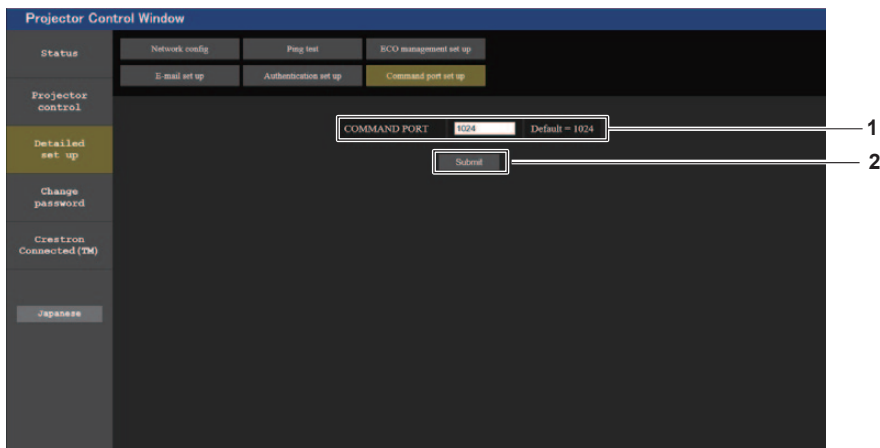 Projector Control Window
Status
Network config
Ping test
ECO management set up
E-mail set up
Authentication set up
Command port set up
Projector
control
Detailed
set up
Change
password
Crestron
Connected(TM)
Japanese
COMMAND PORT 1024 Default = 1024
1
Submit
2